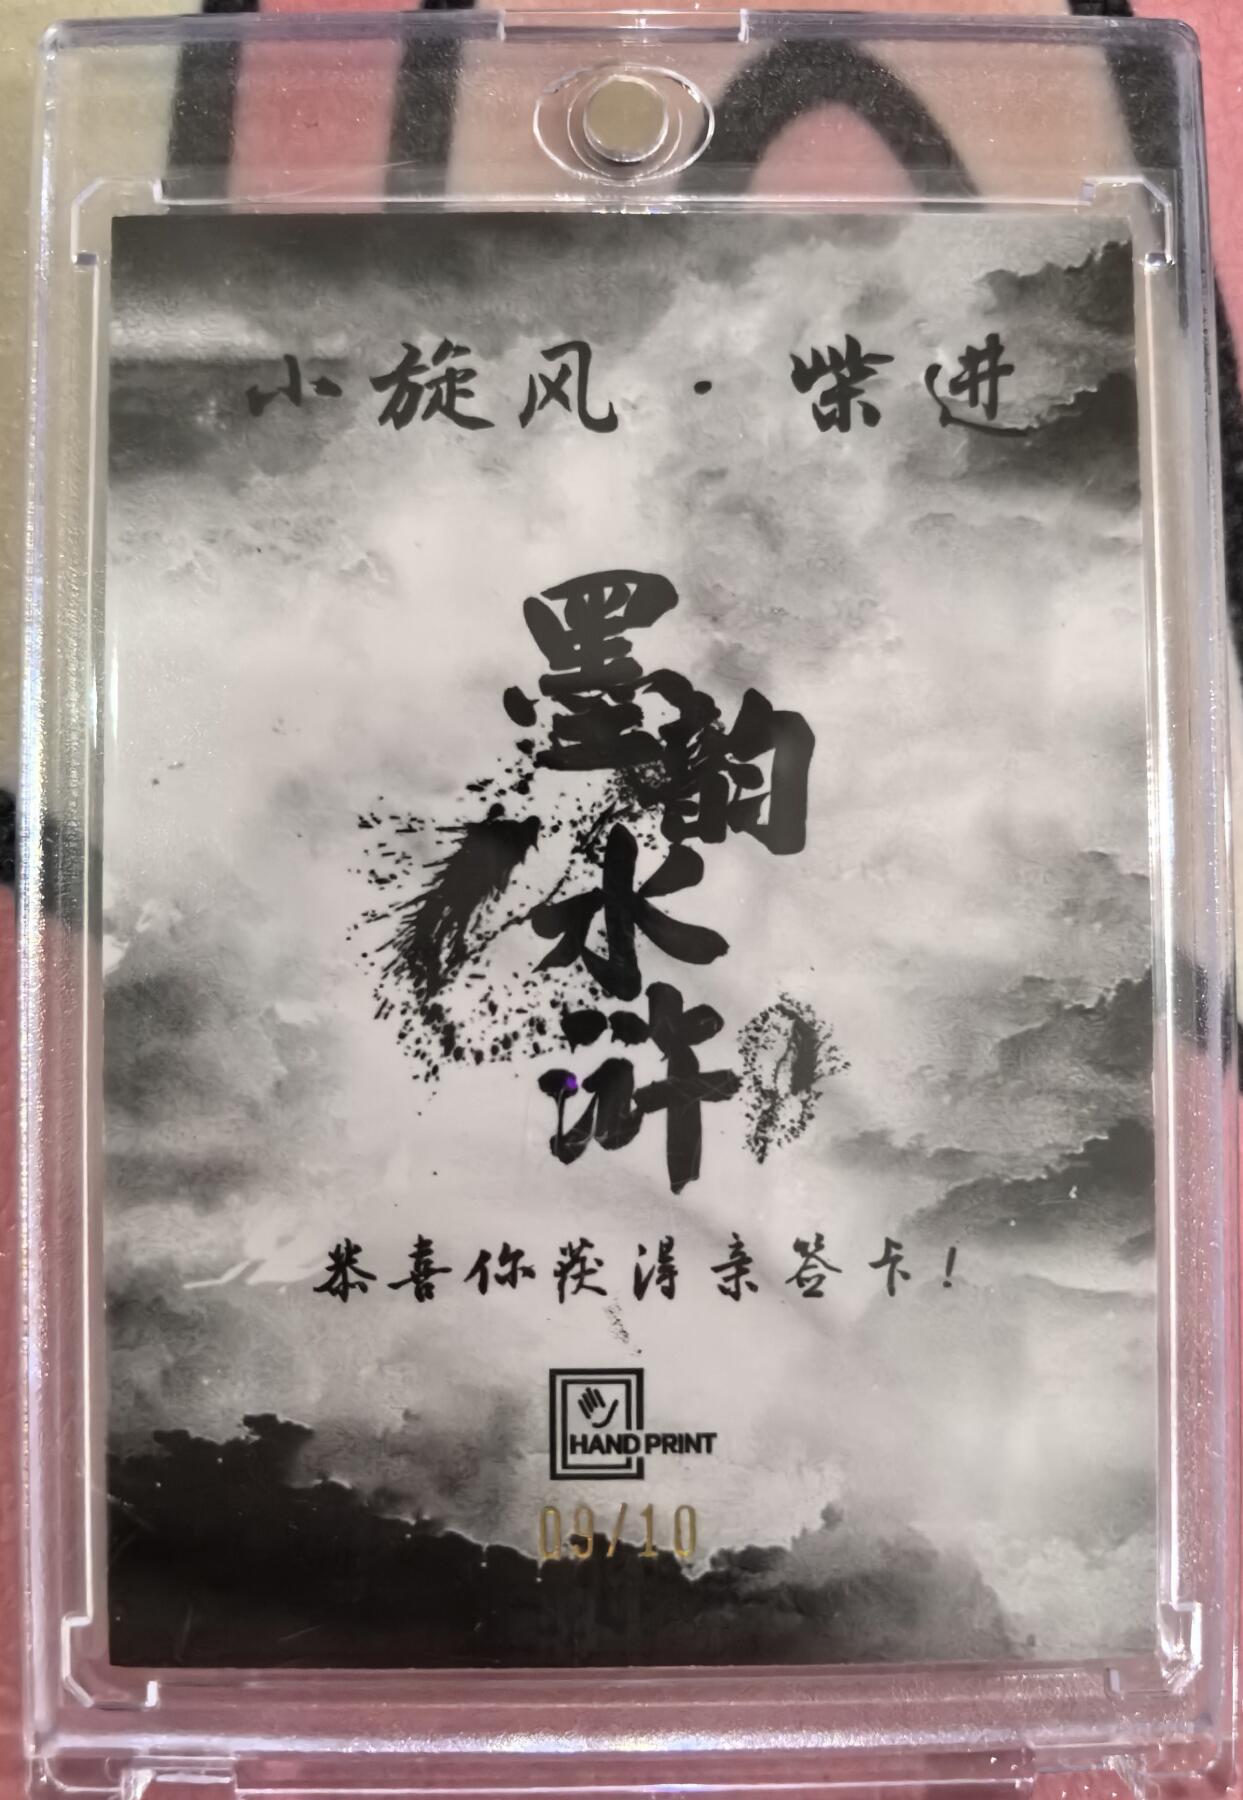 小旋风·柴进
墨韵
水浒
恭喜你获得亲签卡！
HAND PRINT
09/10